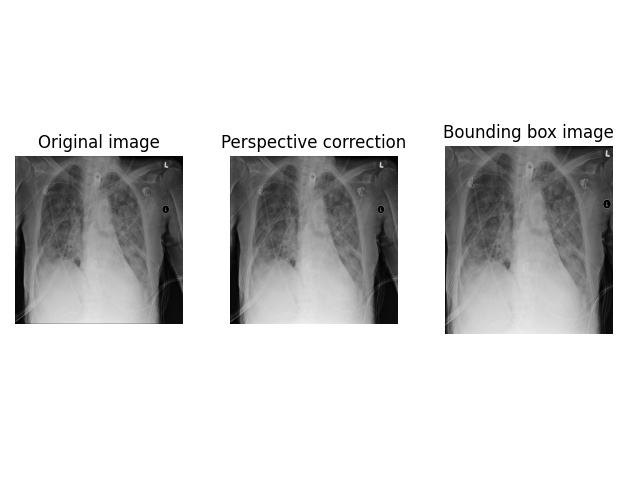 Original image
Perspective correction
Bounding box image
L
L
L